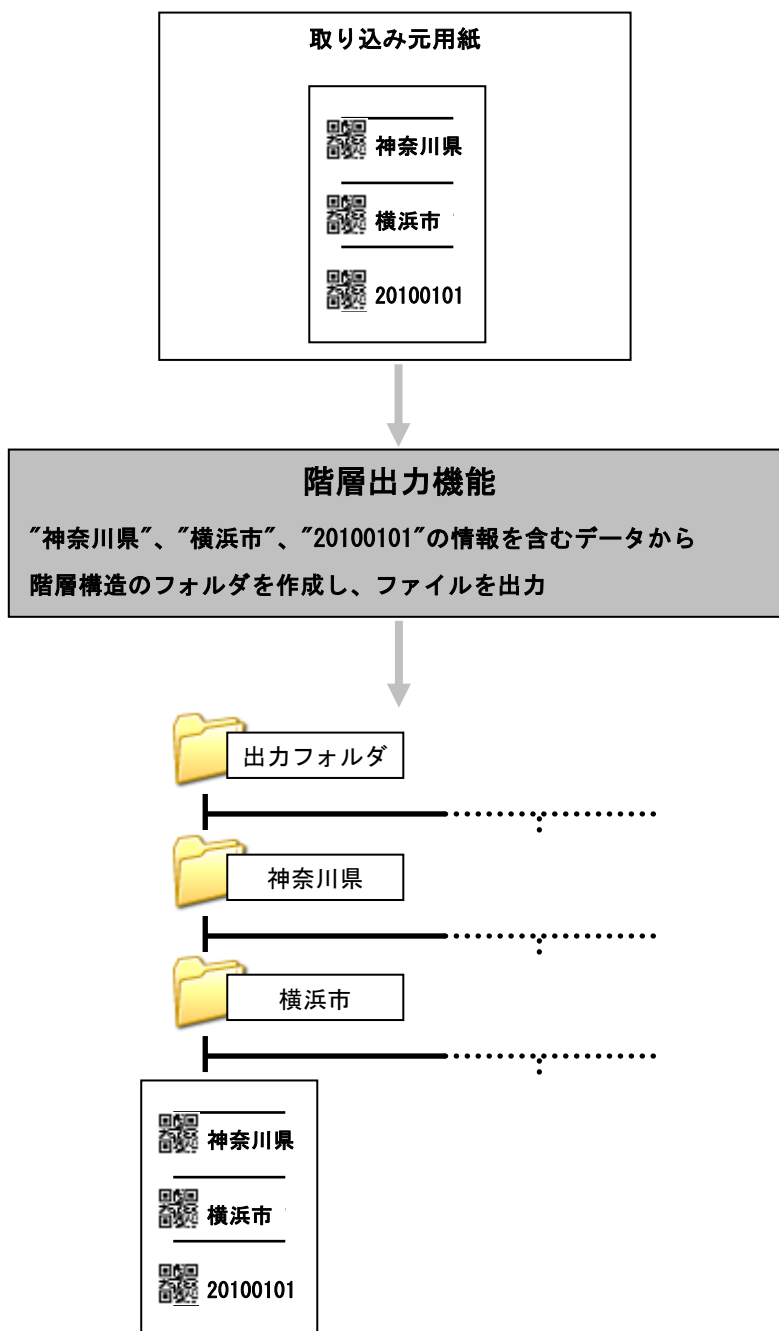 取り込み元用紙
神奈川県
横浜市
20100101
階層出力機能
"神奈川県"、"横浜市"、"20100101"の情報を含むデータから
階層構造のフォルダを作成し、ファイルを出力
出力フォルダ
神奈川県
横浜市
神奈川県
横浜市
20100101